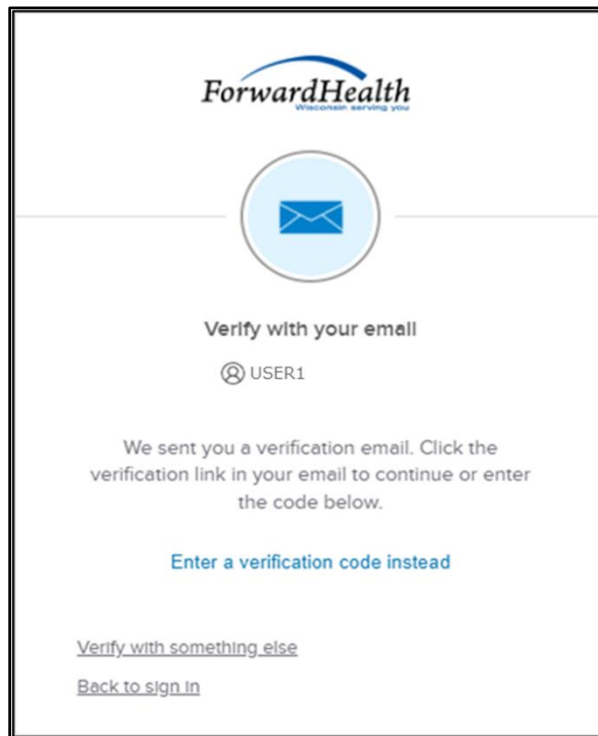 ForwardHealth
Wisconsin serving you
Verify with your email
USER1
We sent you a verification email. Click the
verification link in your email to continue or enter
the code below.
Enter a verification code instead
Verify with something else
Back to sign in